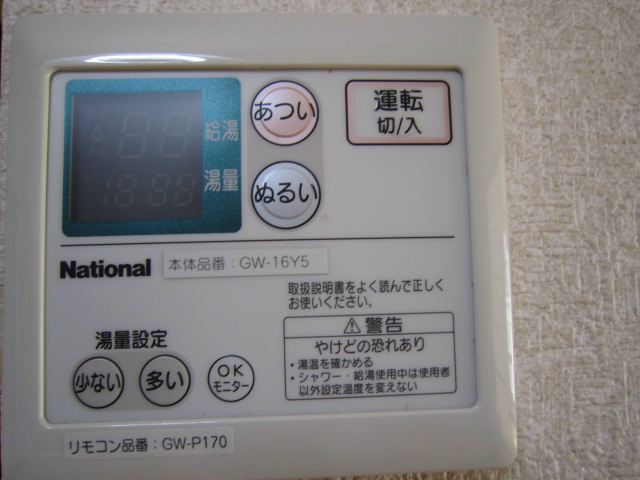 給湯
湯量
あつい
ぬるい
運転
切/入
National
本体品番：GW-16Y5
取扱説明書をよく読んで正しく
お使いください。
湯量設定
少ない
多い
OK
モニター
⚠警告
やけどの恐れあり
・湯温を確かめる
・シャワー・給湯使用中は使用者
以外設定温度を変えない
リモコン品番：GW-P170